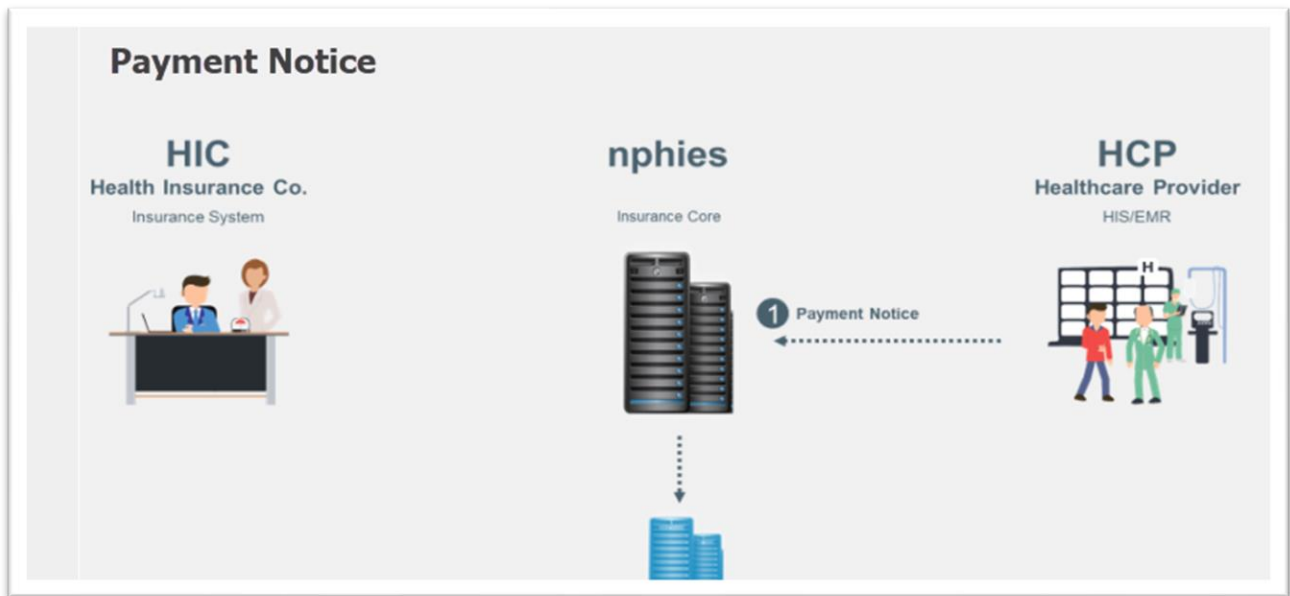 Payment Notice
HIC
Health Insurance Co.
Insurance System
nphies
Insurance Core
HCP
Healthcare Provider
HIS/EMR
H
1 Payment Notice